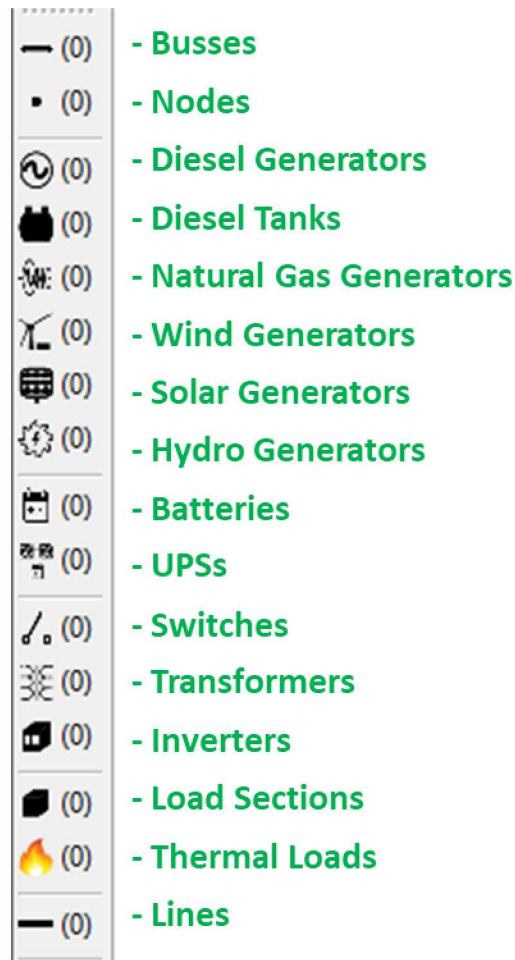 (0) - Busses
(0) - Nodes
(0) - Diesel Generators
(0) - Diesel Tanks
(0) - Natural Gas Generators
(0) - Wind Generators
(0) - Solar Generators
(0) - Hydro Generators
(0) - Batteries
(0) - UPSs
(0) - Switches
(0) - Transformers
(0) - Inverters
(0) - Load Sections
(0) - Thermal Loads
(0) - Lines